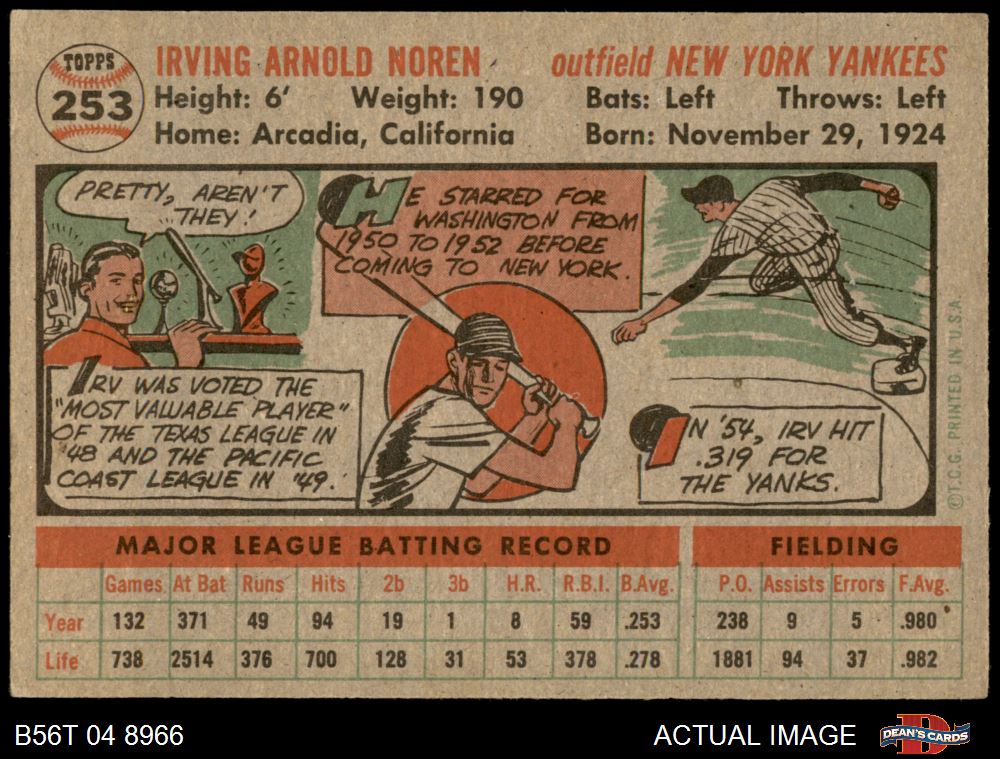 TOPPS
253
IRVING ARNOLD NOREN outfield NEW YORK YANKEES
Height: 6' Weight: 190 Bats: Left Throws: Left
Home: Arcadia, California Born: November 29, 1924
PRETTY, AREN'T
THEY!
IRV WAS VOTED THE
"MOST VALUABLE PLAYER"
OF THE TEXAS LEAGUE IN
'48 AND THE PACIFIC
COAST LEAGUE IN '49.
HE STARRED FOR
WASHINGTON FROM
1950 TO 1952 BEFORE
COMING TO NEW YORK.
IN '54, IRV HIT
.319 FOR
THE YANKS.
©T.C.G. PRINTED IN U.S.A.
MAJOR LEAGUE BATTING RECORD FIELDING
Games At Bat Runs Hits 2b 3b H.R. R.B.I. B.Avg. P.O. Assists Errors F.Avg.
Year 132 371 49 94 19 1 8 59 .253 238 9 5 .980
Life 738 2514 376 700 128 31 53 378 .278 1881 94 37 .982
B56T 04 8966 ACTUAL IMAGE D DEAN'S CARDS